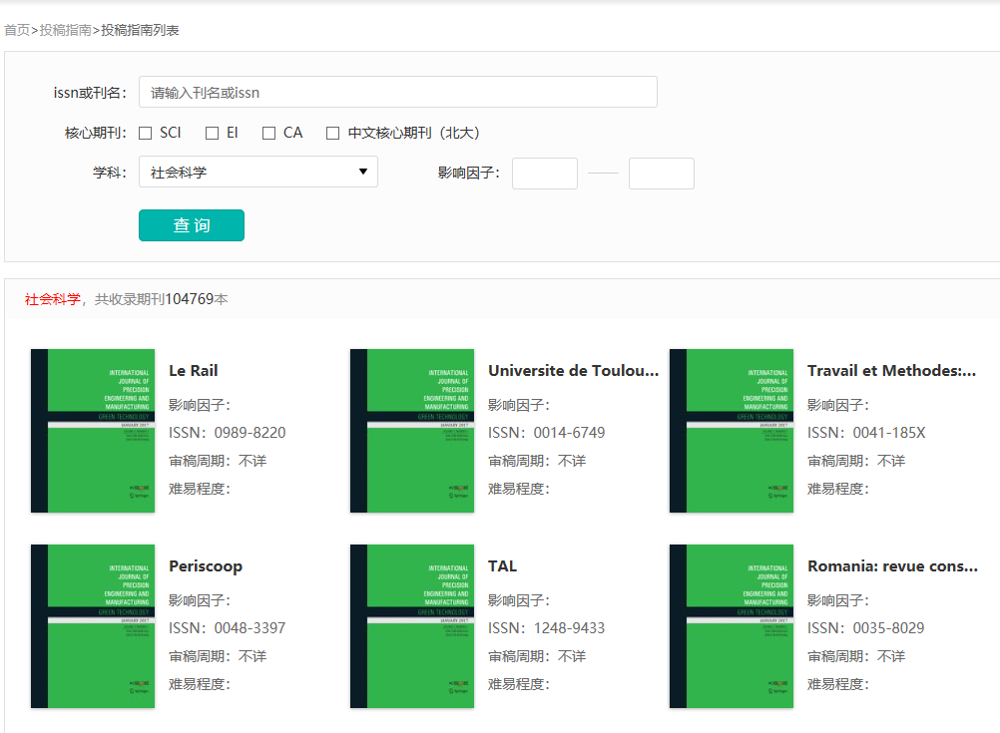 首页>投稿指南>投稿指南列表
issn或刊名： 请输入刊名或issn
核心期刊： SCI EI CA 中文核心期刊（北大）
学科： 社会科学 ▼ 影响因子：
查 询
社会科学，共收录期刊104769本
INTERNATIONAL
JOURNAL OF
PRECISION
ENGINEERING AND
MANUFACTURING
GREEN TECHNOLOGY
JANUARY 2017
Springer
Le Rail
影响因子：
ISSN：0989-8220
审稿周期：不详
难易程度：
INTERNATIONAL
JOURNAL OF
PRECISION
ENGINEERING AND
MANUFACTURING
GREEN TECHNOLOGY
JANUARY 2017
Springer
Universite de Toulou...
影响因子：
ISSN：0014-6749
审稿周期：不详
难易程度：
INTERNATIONAL
JOURNAL OF
PRECISION
ENGINEERING AND
MANUFACTURING
GREEN TECHNOLOGY
JANUARY 2017
Springer
Travail et Methodes:...
影响因子：
ISSN：0041-185X
审稿周期：不详
难易程度：
INTERNATIONAL
JOURNAL OF
PRECISION
ENGINEERING AND
MANUFACTURING
GREEN TECHNOLOGY
JANUARY 2017
Springer
Periscoop
影响因子：
ISSN：0048-3397
审稿周期：不详
难易程度：
INTERNATIONAL
JOURNAL OF
PRECISION
ENGINEERING AND
MANUFACTURING
GREEN TECHNOLOGY
JANUARY 2017
Springer
TAL
影响因子：
ISSN：1248-9433
审稿周期：不详
难易程度：
INTERNATIONAL
JOURNAL OF
PRECISION
ENGINEERING AND
MANUFACTURING
GREEN TECHNOLOGY
JANUARY 2017
Springer
Romania: revue cons...
影响因子：
ISSN：0035-8029
审稿周期：不详
难易程度：